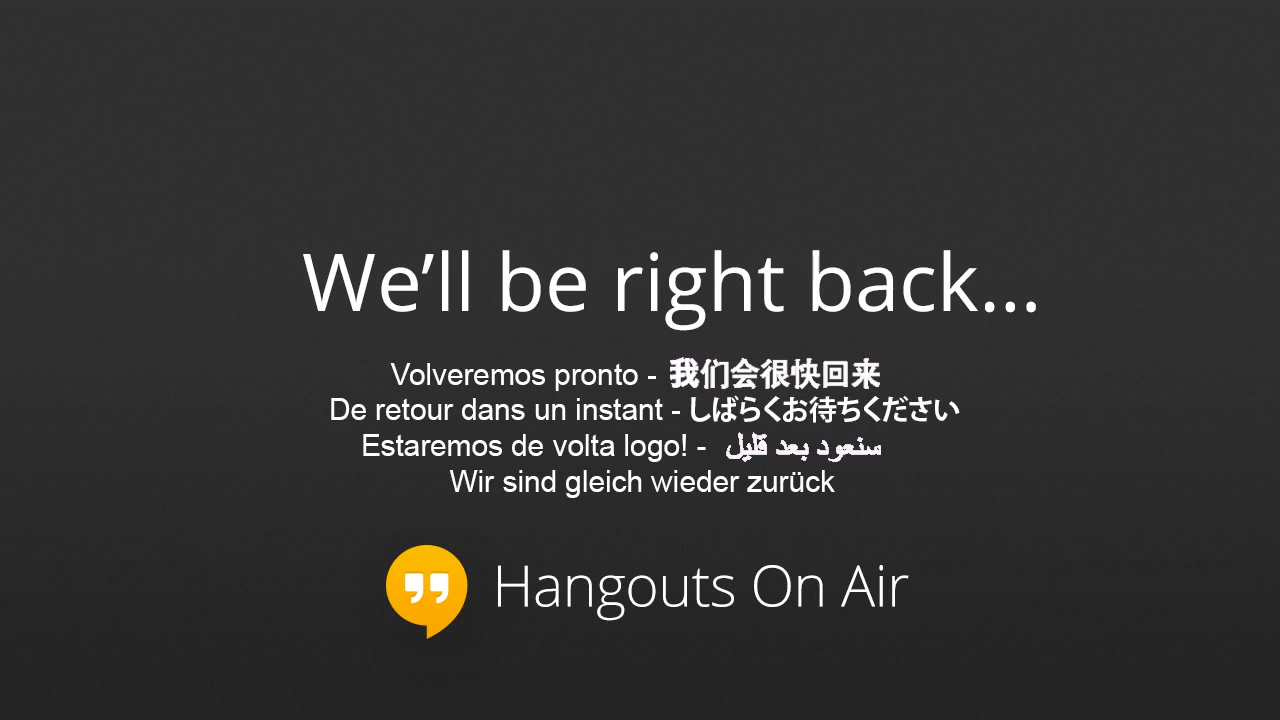 We’ll be right back...
Volveremos pronto - 我们会很快回来
De retour dans un instant - しばらくお待ちください
Estaremos de volta logo! - سنعود بعد قليل
Wir sind gleich wieder zurück
Hangouts On Air